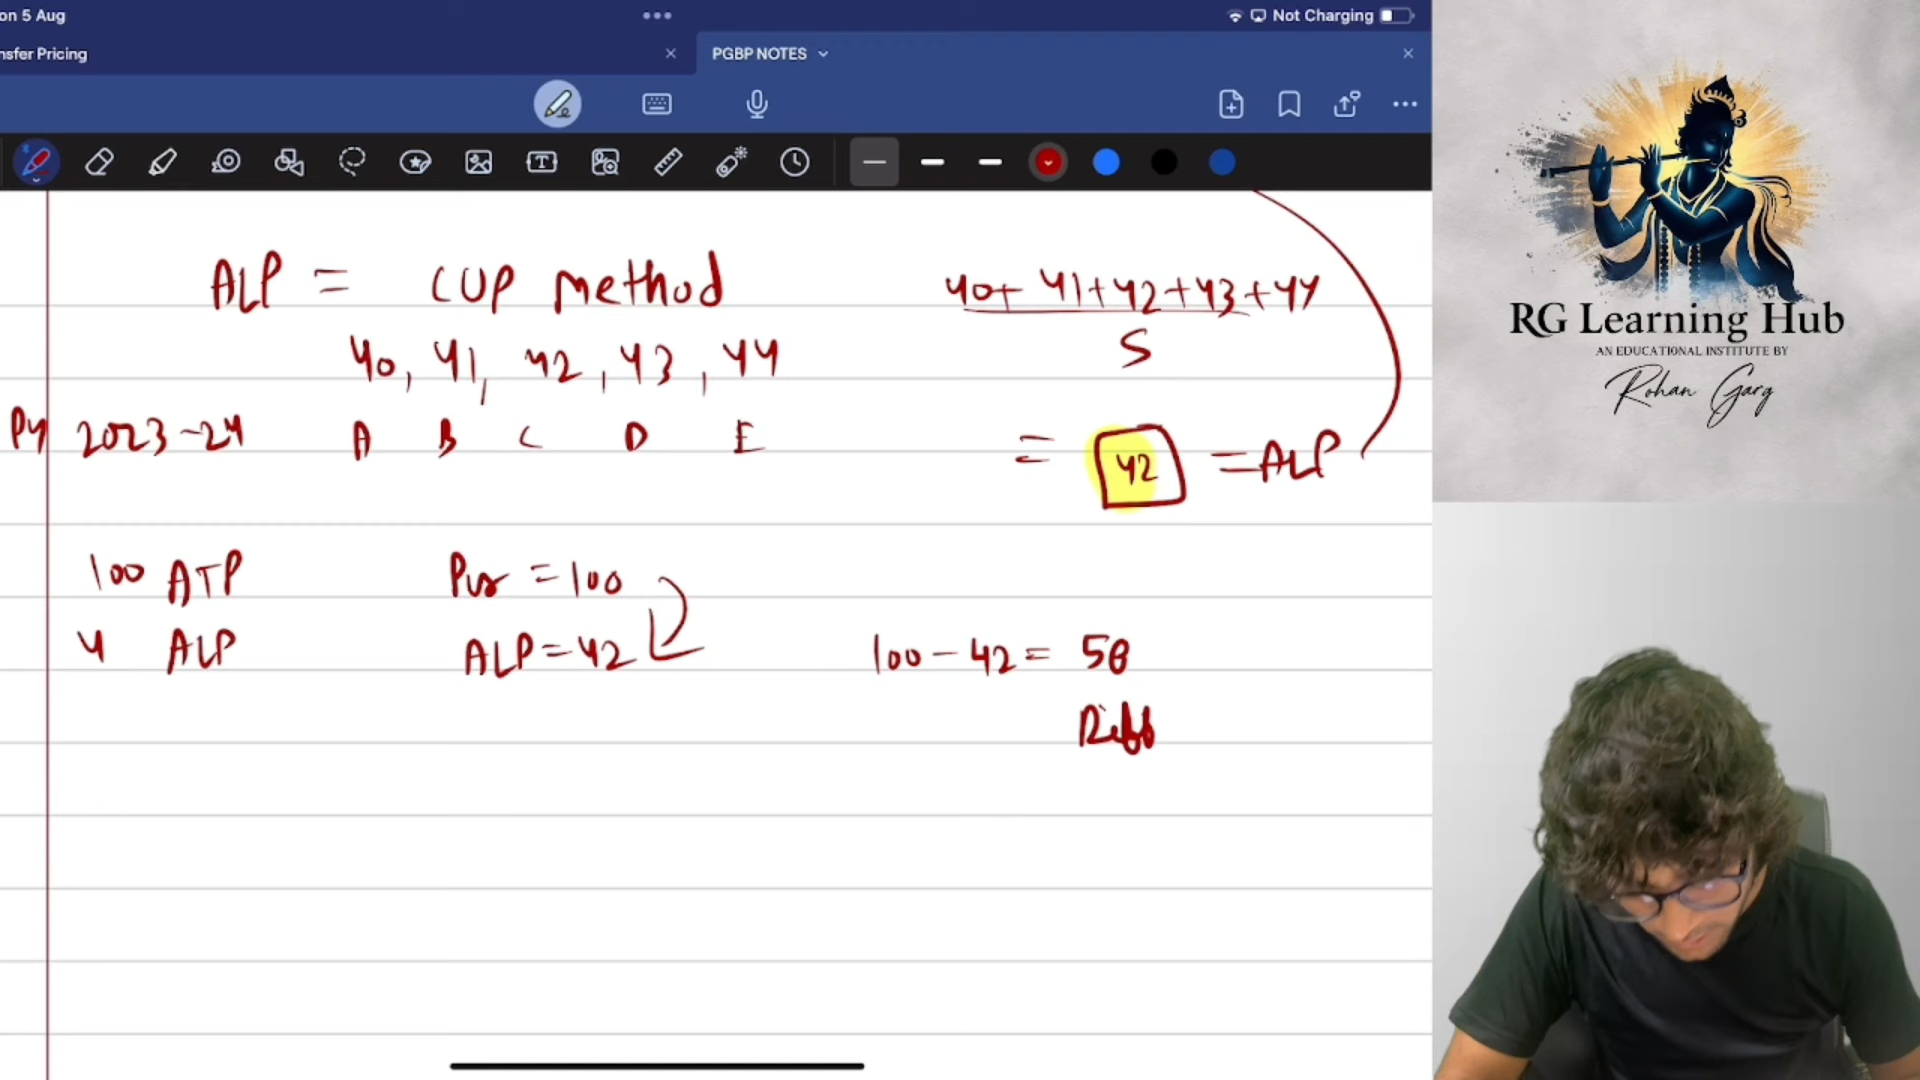 on 5 Aug
Not Charging
nsfer Pricing
PGBP NOTES
ALP = CUP method
40, 41, 42, 43, 44
PY 2023-24 A B C D E
40+ 41+42+43+44
5
= 42 =ALP
100 ATP
4 ALP
Pur =100
ALP=42
100-42= 58
Diff
RG Learning Hub
AN EDUCATIONAL INSTITUTE BY
Rohan Garg